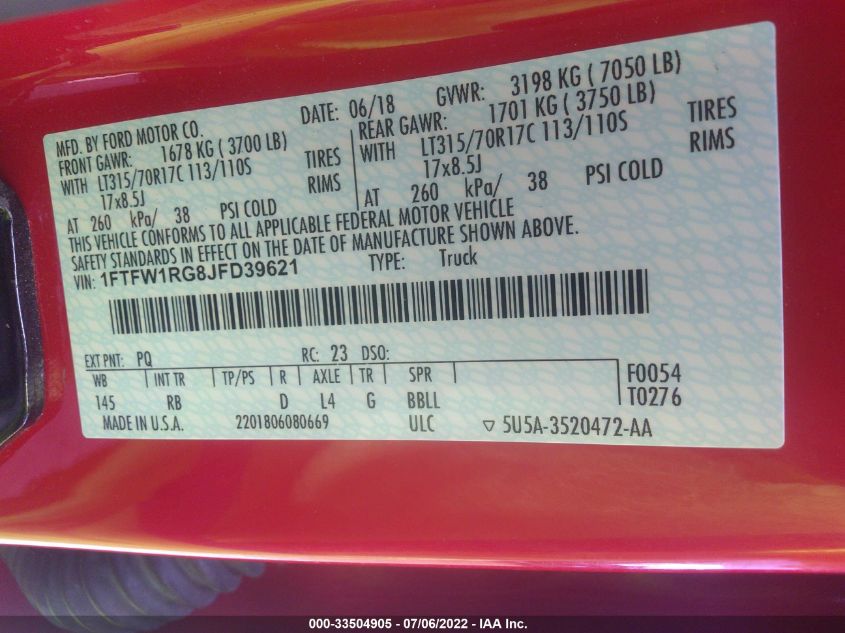 MFD. BY FORD MOTOR CO. DATE: 06/18 GVWR: 3198 KG ( 7050 LB)
FRONT GAWR: 1678 KG ( 3700 LB) REAR GAWR: 1701 KG ( 3750 LB)
WITH LT315/70R17C 113/110S TIRES WITH LT315/70R17C 113/110S TIRES
17x8.5J RIMS 17x8.5J RIMS
AT 260 kPa/ 38 PSI COLD AT 260 kPa/ 38 PSI COLD
THIS VEHICLE CONFORMS TO ALL APPLICABLE FEDERAL MOTOR VEHICLE
SAFETY STANDARDS IN EFFECT ON THE DATE OF MANUFACTURE SHOWN ABOVE.
VIN: 1FTFW1RG8JFD39621 TYPE: Truck
EXT PNT: PQ RC: 23 DSO:
WB INT TR TP/PS R AXLE TR SPR F0054
145 RB D L4 G BBLL T0276
MADE IN U.S.A. 2201806080669 ULC ▽ 5U5A-3520472-AA
000-33504905 - 07/06/2022 - IAA Inc.